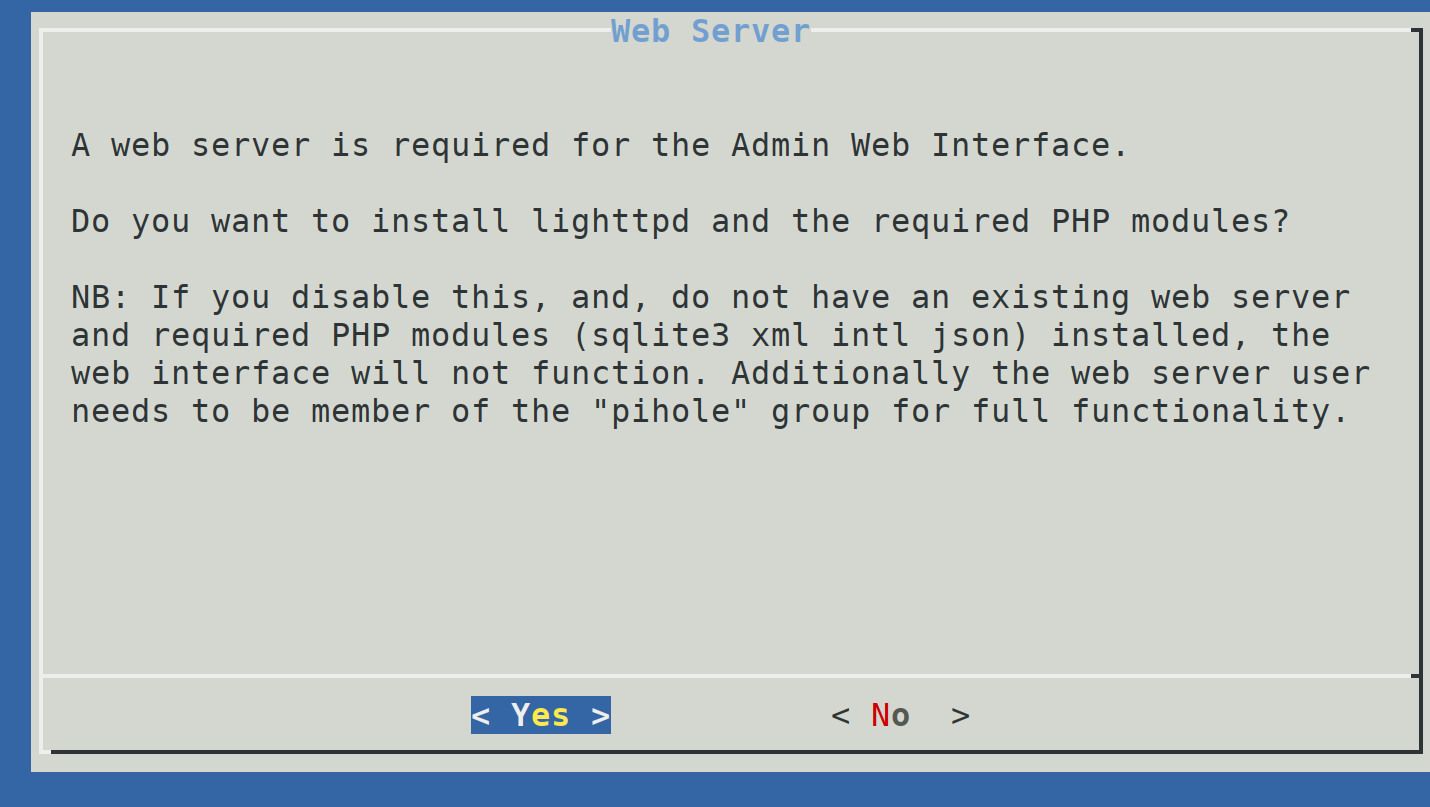 Web Server
A web server is required for the Admin Web Interface.
Do you want to install lighttpd and the required PHP modules?
NB: If you disable this, and, do not have an existing web server
and required PHP modules (sqlite3 xml intl json) installed, the
web interface will not function. Additionally the web server user
needs to be member of the "pihole" group for full functionality.
< Yes > < No >